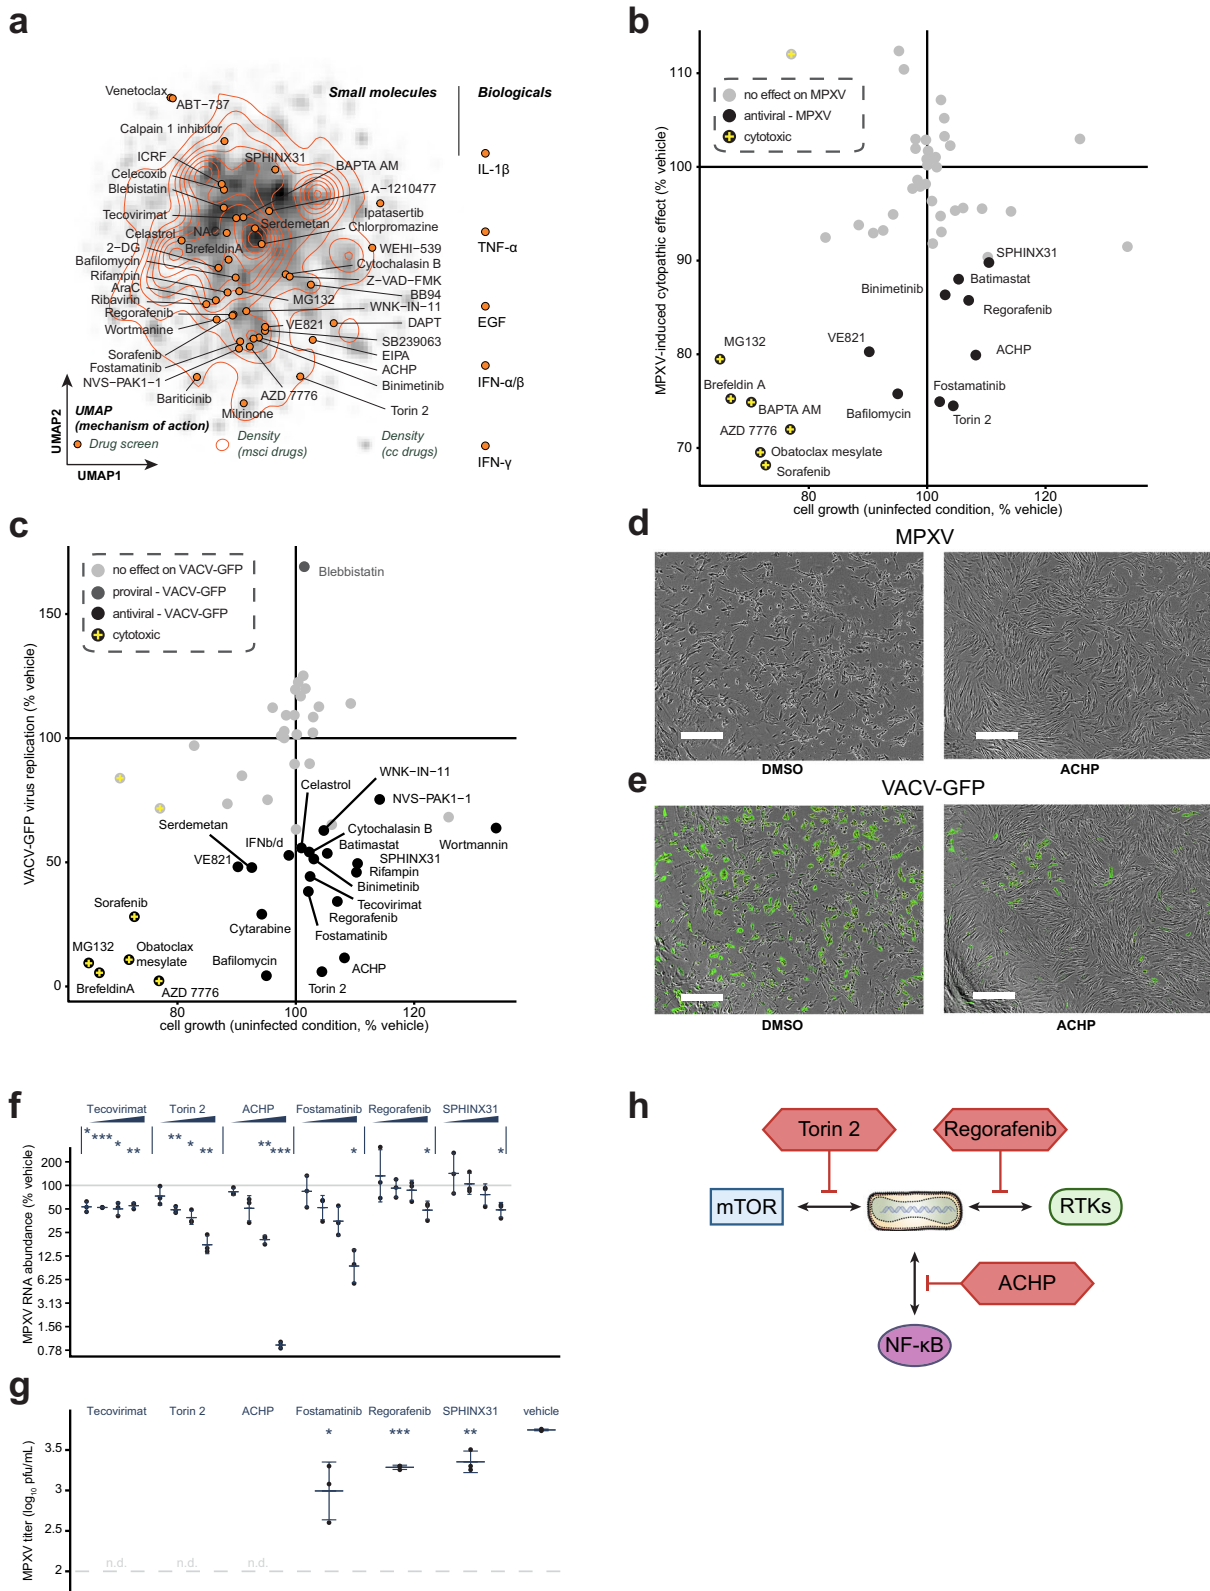 a
Venetoclax
ABT-737
Small molecules
Biologicals
Calpain 1 inhibitor
SPHINX31
ICRF
BAPTA AM
IL-1β
Celecoxib
A-1210477
Blebistatin
Ipatasertib
Tecovirimat
Serdemetan
Celastrol
NAC
Chlorpromazine
TNF-α
2-DG
BrefeldinA
WEHI-539
Bafilomycin
Cytochalasin B
Rifampin
Z-VAD-FMK
AraC
BB94
Ribavirin
MG132
WNK-IN-11
Regorafenib
VE821
DAPT
EGF
Wortmanine
SB239063
Sorafenib
EIPA
Fostamatinib
ACHP
NVS-PAK1-1
Binimetinib
IFN-α/β
Bariticinib
AZD 7776
Torin 2
Milrinone
UMAP2
UMAP
(mechanism of action)
Drug screen
Density
(msci drugs)
Density
(cc drugs)
IFN-γ
UMAP1
b
MPXV-induced cytopathic effect (% vehicle)
110
100
90
80
70
no effect on MPXV
antiviral - MPXV
cytotoxic
SPHINX31
Batimastat
Binimetinib
Regorafenib
VE821
MG132
ACHP
Brefeldin A
Fostamatinib
BAPTA AM
Bafilomycin
Torin 2
AZD 7776
Obatoclax mesylate
Sorafenib
80
100
120
cell growth (uninfected condition, % vehicle)
c
VACV-GFP virus replication (% vehicle)
150
100
50
0
no effect on VACV-GFP
proviral - VACV-GFP
antiviral - VACV-GFP
cytotoxic
Blebbistatin
WNK-IN-11
Celastrol
NVS-PAK1-1
Serdemetan
IFNb/d
Cytochalasin B
Batimastat
Wortmannin
VE821
SPHINX31
Rifampin
Binimetinib
Sorafenib
Tecovirimat
Cytarabine
Regorafenib
Fostamatinib
MG132
Obatoclax
mesylate
Bafilomycin
ACHP
BrefeldinA
AZD 7776
Torin 2
80
100
120
cell growth (uninfected condition, % vehicle)
d
MPXV
DMSO
ACHP
e
VACV-GFP
DMSO
ACHP
f
Tecovirimat
Torin 2
ACHP
Fostamatinib
Regorafenib
SPHINX31
* *** * **
** * **
** ***
*
*
*
MPXV RNA abundance (% vehicle)
200
100
50
25
12.5
6.25
3.13
1.56
0.78
g
Tecovirimat
Torin 2
ACHP
Fostamatinib
Regorafenib
SPHINX31
vehicle
*
***
**
MPXV titer (log10 pfu/mL)
3.5
3
2.5
2
n.d.
n.d.
n.d.
h
Torin 2
Regorafenib
mTOR
RTKs
ACHP
NF-κB